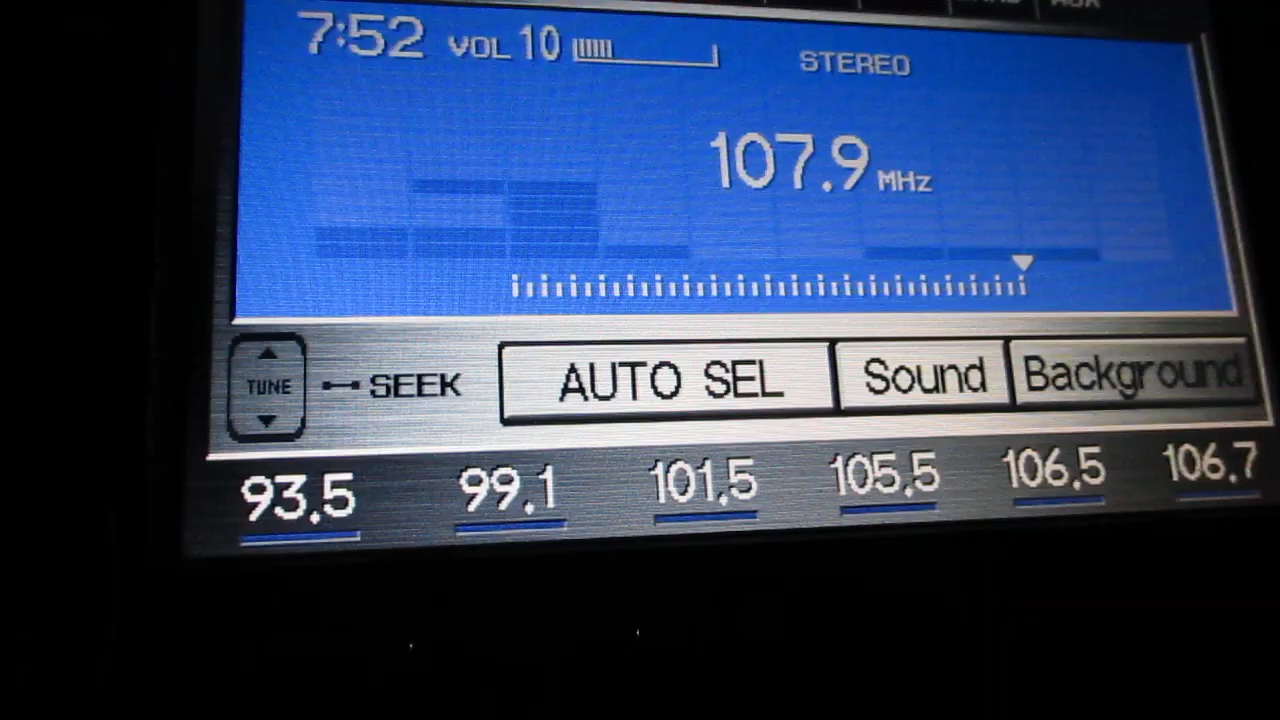 7:52 VOL 10 STEREO
107.9 MHz
TUNE SEEK AUTO SEL Sound Background
93.5 99.1 101.5 105.5 106.5 106.7